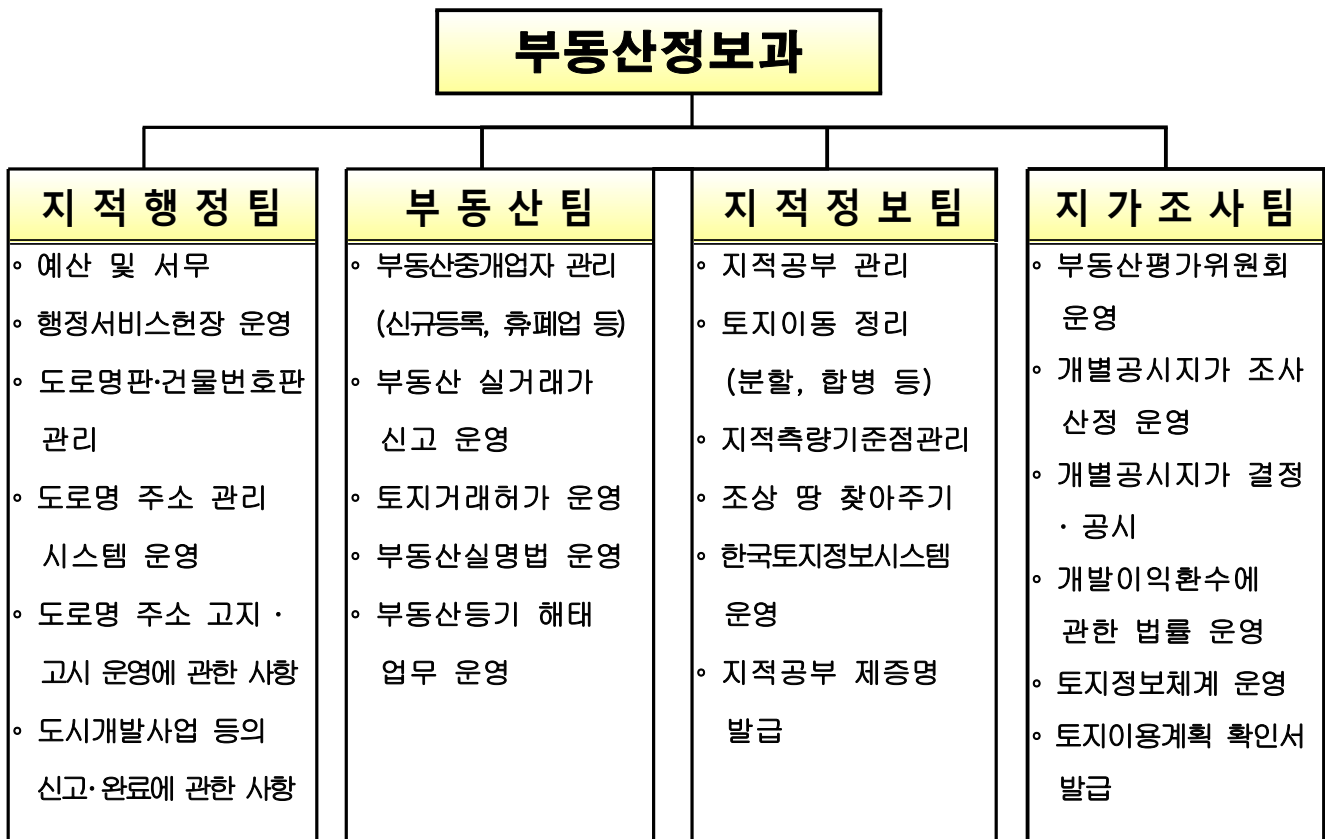 부동산정보과
지적행정팀
◦ 예산 및 서무
◦ 행정서비스헌장 운영
◦ 도로명판·건물번호판
관리
◦ 도로명 주소 관리
시스템 운영
◦ 도로명 주소 고지 ·
고시 운영에 관한 사항
◦ 도시개발사업 등의
신고·완료에 관한 사항
부동산팀
◦ 부동산중개업자 관리
(신규등록, 휴·폐업 등)
◦ 부동산 실거래가
신고 운영
◦ 토지거래허가 운영
◦ 부동산실명법 운영
◦ 부동산등기 해태
업무 운영
지적정보팀
◦ 지적공부 관리
◦ 토지이동 정리
(분할, 합병 등)
◦ 지적측량기준점관리
◦ 조상 땅 찾아주기
◦ 한국토지정보시스템
운영
◦ 지적공부 제증명
발급
지가조사팀
◦ 부동산평가위원회
운영
◦ 개별공시지가 조사
산정 운영
◦ 개별공시지가 결정
· 공시
◦ 개발이익환수에
관한 법률 운영
◦ 토지정보체계 운영
◦ 토지이용계획 확인서
발급